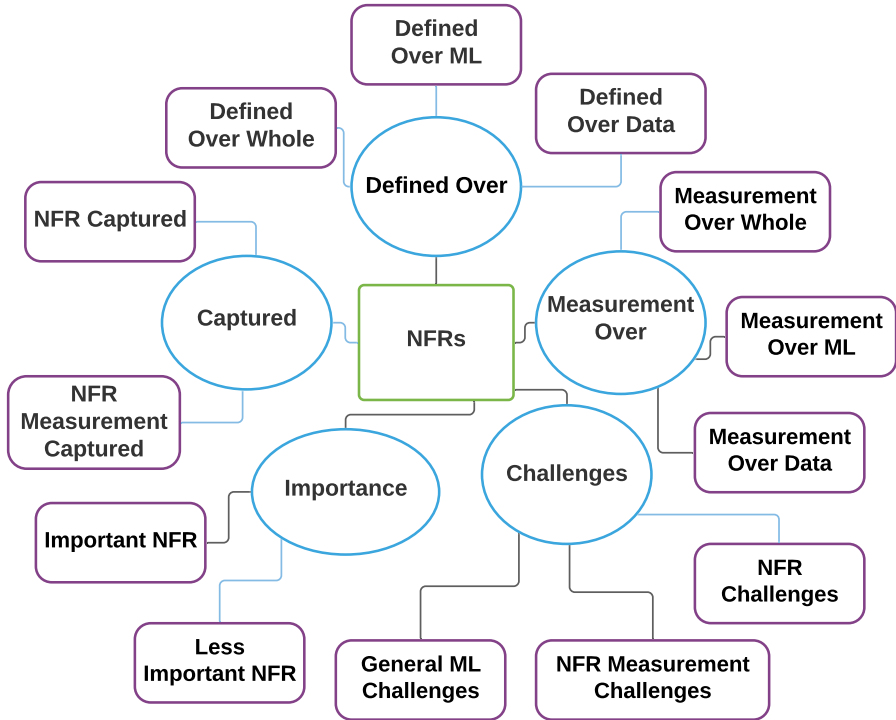 Defined
Over ML
Defined
Over Whole
Defined
Over Data
Defined Over
NFR Captured
Measurement
Over Whole
Captured
NFRs
Measurement
Over
Measurement
Over ML
NFR
Measurement
Captured
Importance
Challenges
Measurement
Over Data
Important NFR
NFR
Challenges
Less
Important NFR
General ML
Challenges
NFR Measurement
Challenges